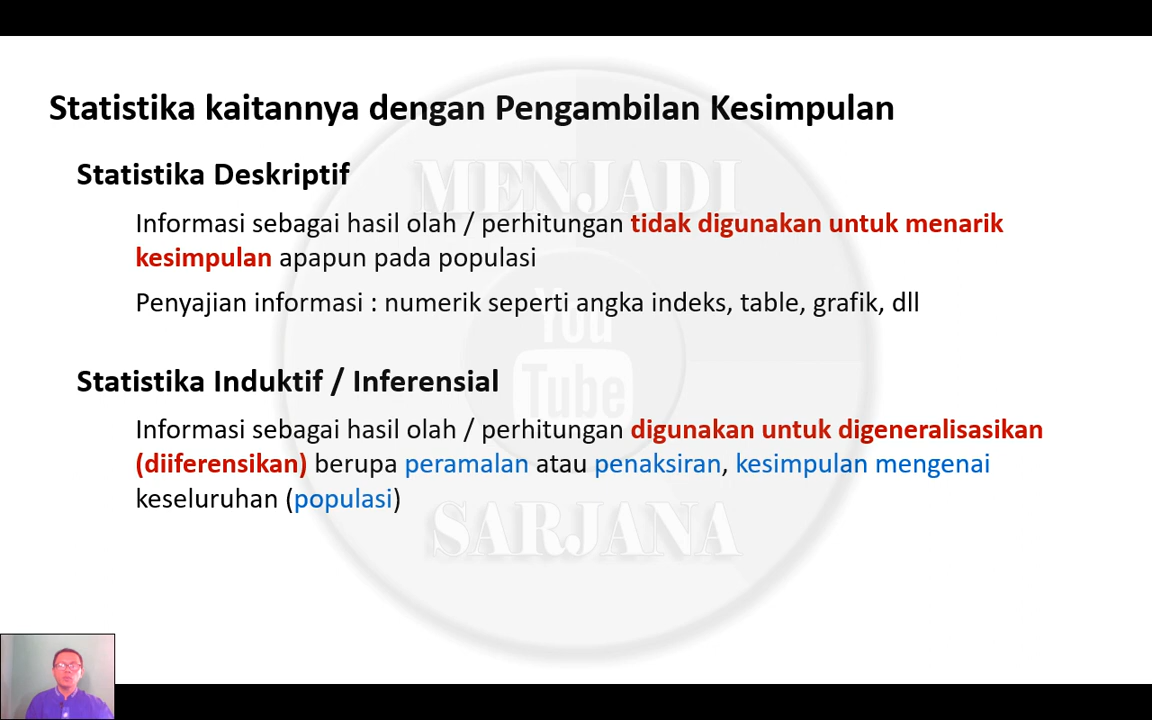 Statistika kaitannya dengan Pengambilan Kesimpulan
Statistika Deskriptif
Informasi sebagai hasil olah / perhitungan tidak digunakan untuk menarik
kesimpulan apapun pada populasi
Penyajian informasi : numerik seperti angka indeks, table, grafik, dll
Statistika Induktif / Inferensial
Informasi sebagai hasil olah / perhitungan digunakan untuk digeneralisasikan
(diiferensikan) berupa peramalan atau penaksiran, kesimpulan mengenai
keseluruhan (populasi)
MENJADI
You
Tube
SARJANA